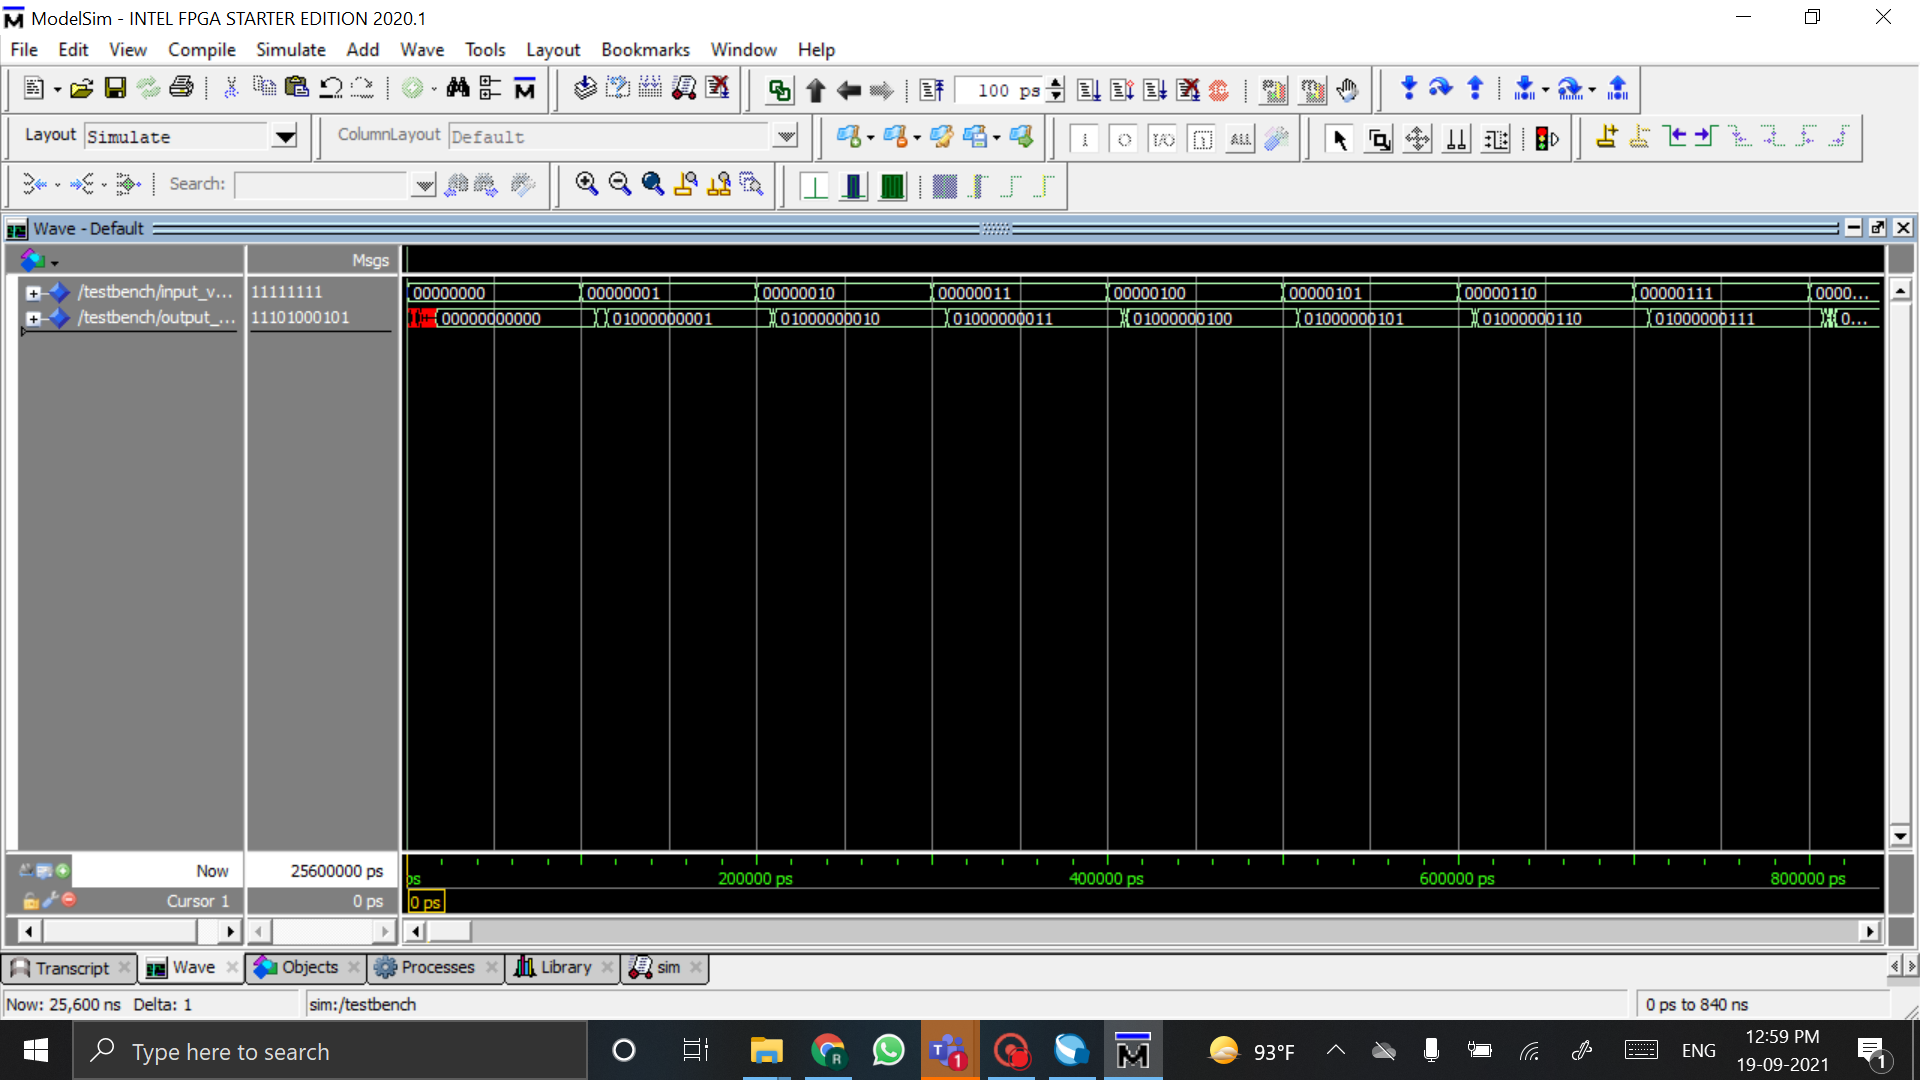 ModelSim - INTEL FPGA STARTER EDITION 2020.1
File Edit View Compile Simulate Add Wave Tools Layout Bookmarks Window Help
100 ps
Layout Simulate ColumnLayout Default
ALL
Search:
Wave - Default
Msgs
/testbench/input_v... 11111111 00000000 00000001 00000010 00000011 00000100 00000101 00000110 00000111 0000...
/testbench/output_... 11101000101 00000000000 01000000001 01000000010 01000000011 01000000100 01000000101 01000000110 01000000111 0...
Now 25600000 ps ps 200000 ps 400000 ps 600000 ps 800000 ps
Cursor 1 0 ps 0 ps
Transcript Wave Objects Processes Library sim
Now: 25,600 ns Delta: 1 sim:/testbench 0 ps to 840 ns
Type here to search 1 93°F ENG 12:59 PM 1
19-09-2021